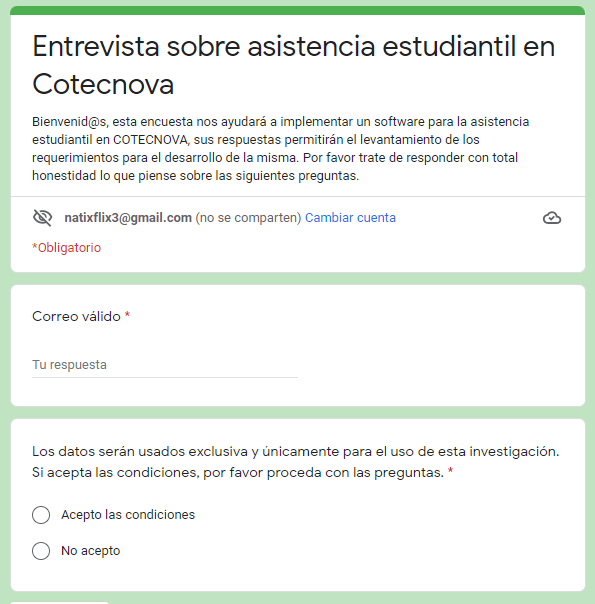 Entrevista sobre asistencia estudiantil en
Cotecnova
Bienvenid@s, esta encuesta nos ayudará a implementar un software para la asistencia
estudiantil en COTECNOVA, sus respuestas permitirán el levantamiento de los
requerimientos para el desarrollo de la misma. Por favor trate de responder con total
honestidad lo que piense sobre las siguientes preguntas.
natixflix3@gmail.com (no se comparten) Cambiar cuenta
*Obligatorio
Correo válido *
Tu respuesta
Los datos serán usados exclusiva y únicamente para el uso de esta investigación.
Si acepta las condiciones, por favor proceda con las preguntas. *
Acepto las condiciones
No acepto